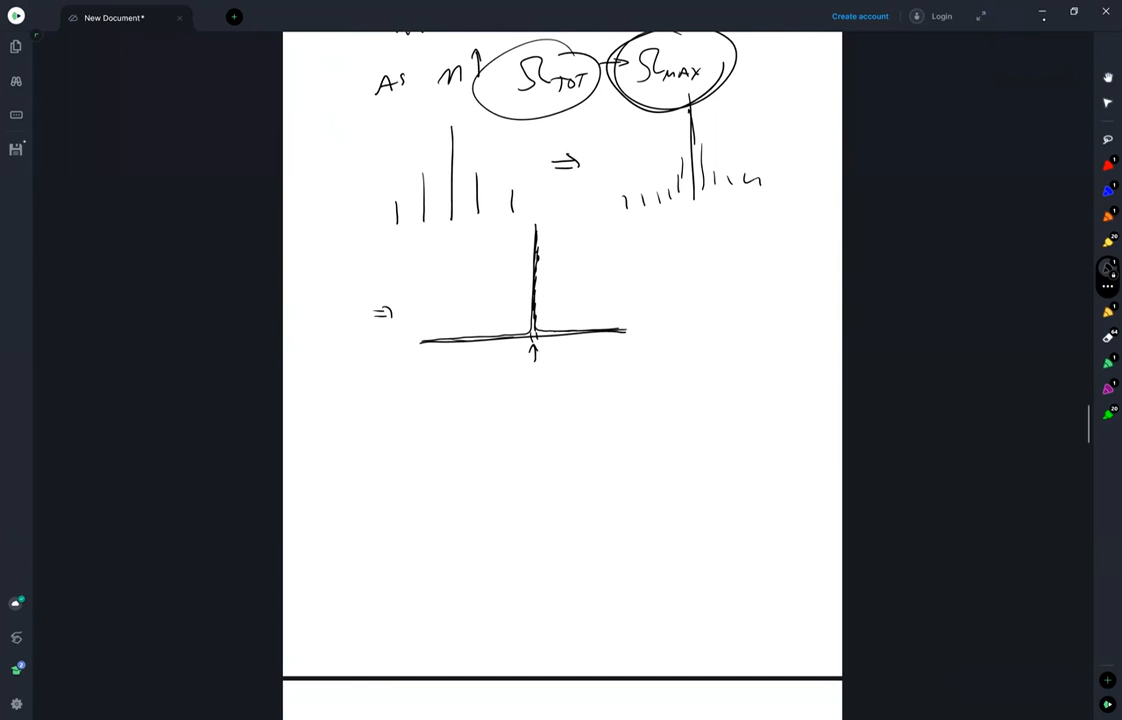 New Document*
Create account
Login
As n↑ Ω_TOT → Ω_MAX
⇒
⇒